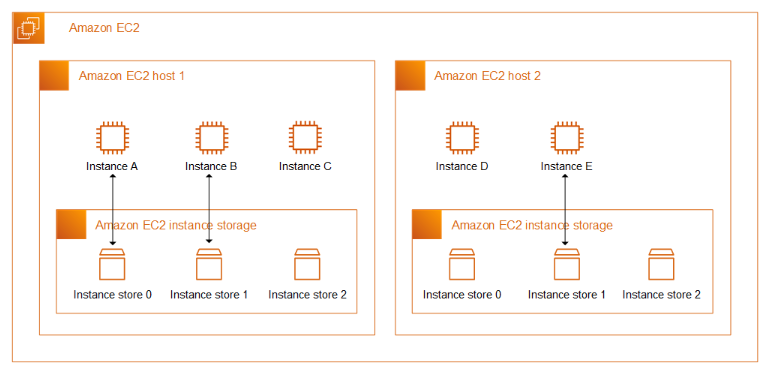 Amazon EC2
Amazon EC2 host 1
Amazon EC2 host 2
Instance A
Instance B
Instance C
Instance D
Instance E
Amazon EC2 instance storage
Amazon EC2 instance storage
Instance store 0
Instance store 1
Instance store 2
Instance store 0
Instance store 1
Instance store 2